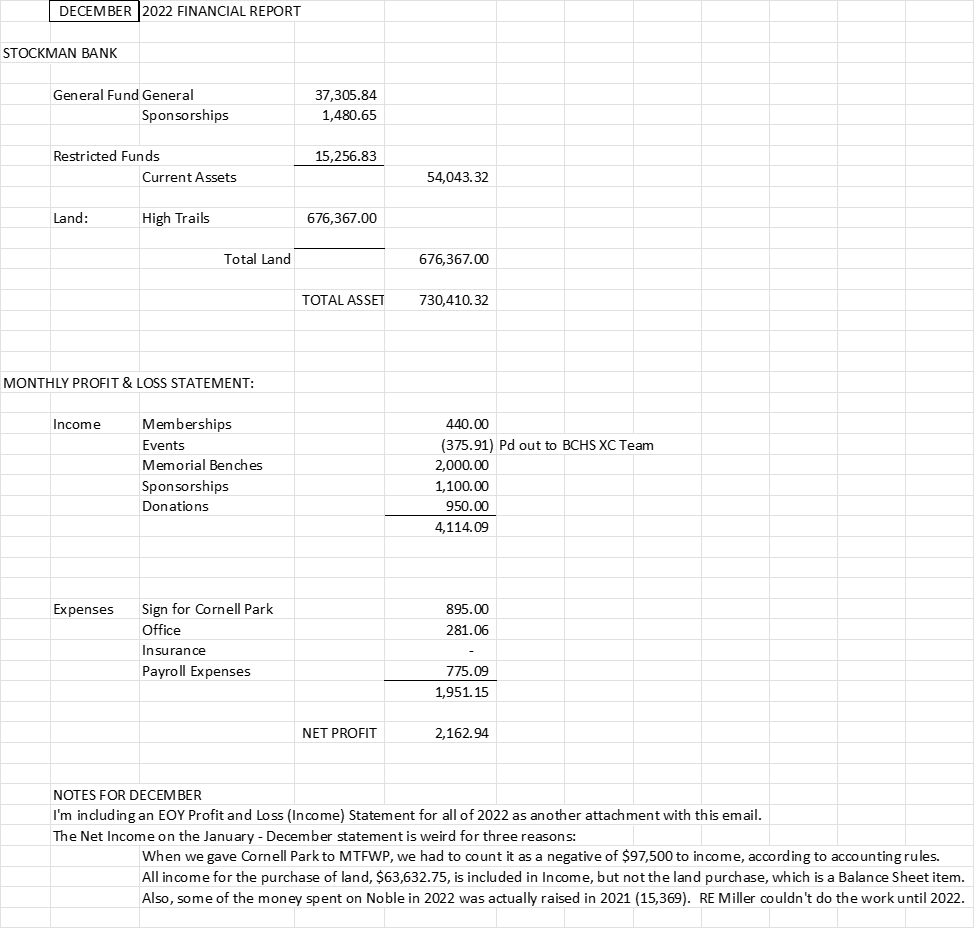 DECEMBER 2022 FINANCIAL REPORT
STOCKMAN BANK
General Fund General 37,305.84
Sponsorships 1,480.65
Restricted Funds 15,256.83
Current Assets 54,043.32
Land: High Trails 676,367.00
Total Land 676,367.00
TOTAL ASSET 730,410.32
MONTHLY PROFIT & LOSS STATEMENT:
Income Memberships 440.00
Events (375.91) Pd out to BCHS XC Team
Memorial Benches 2,000.00
Sponsorships 1,100.00
Donations 950.00
4,114.09
Expenses Sign for Cornell Park 895.00
Office 281.06
Insurance -
Payroll Expenses 775.09
1,951.15
NET PROFIT 2,162.94
NOTES FOR DECEMBER
I'm including an EOY Profit and Loss (Income) Statement for all of 2022 as another attachment with this email.
The Net Income on the January - December statement is weird for three reasons:
When we gave Cornell Park to MTFWP, we had to count it as a negative of $97,500 to income, according to accounting rules.
All income for the purchase of land, $63,632.75, is included in Income, but not the land purchase, which is a Balance Sheet item.
Also, some of the money spent on Noble in 2022 was actually raised in 2021 (15,369). RE Miller couldn't do the work until 2022.